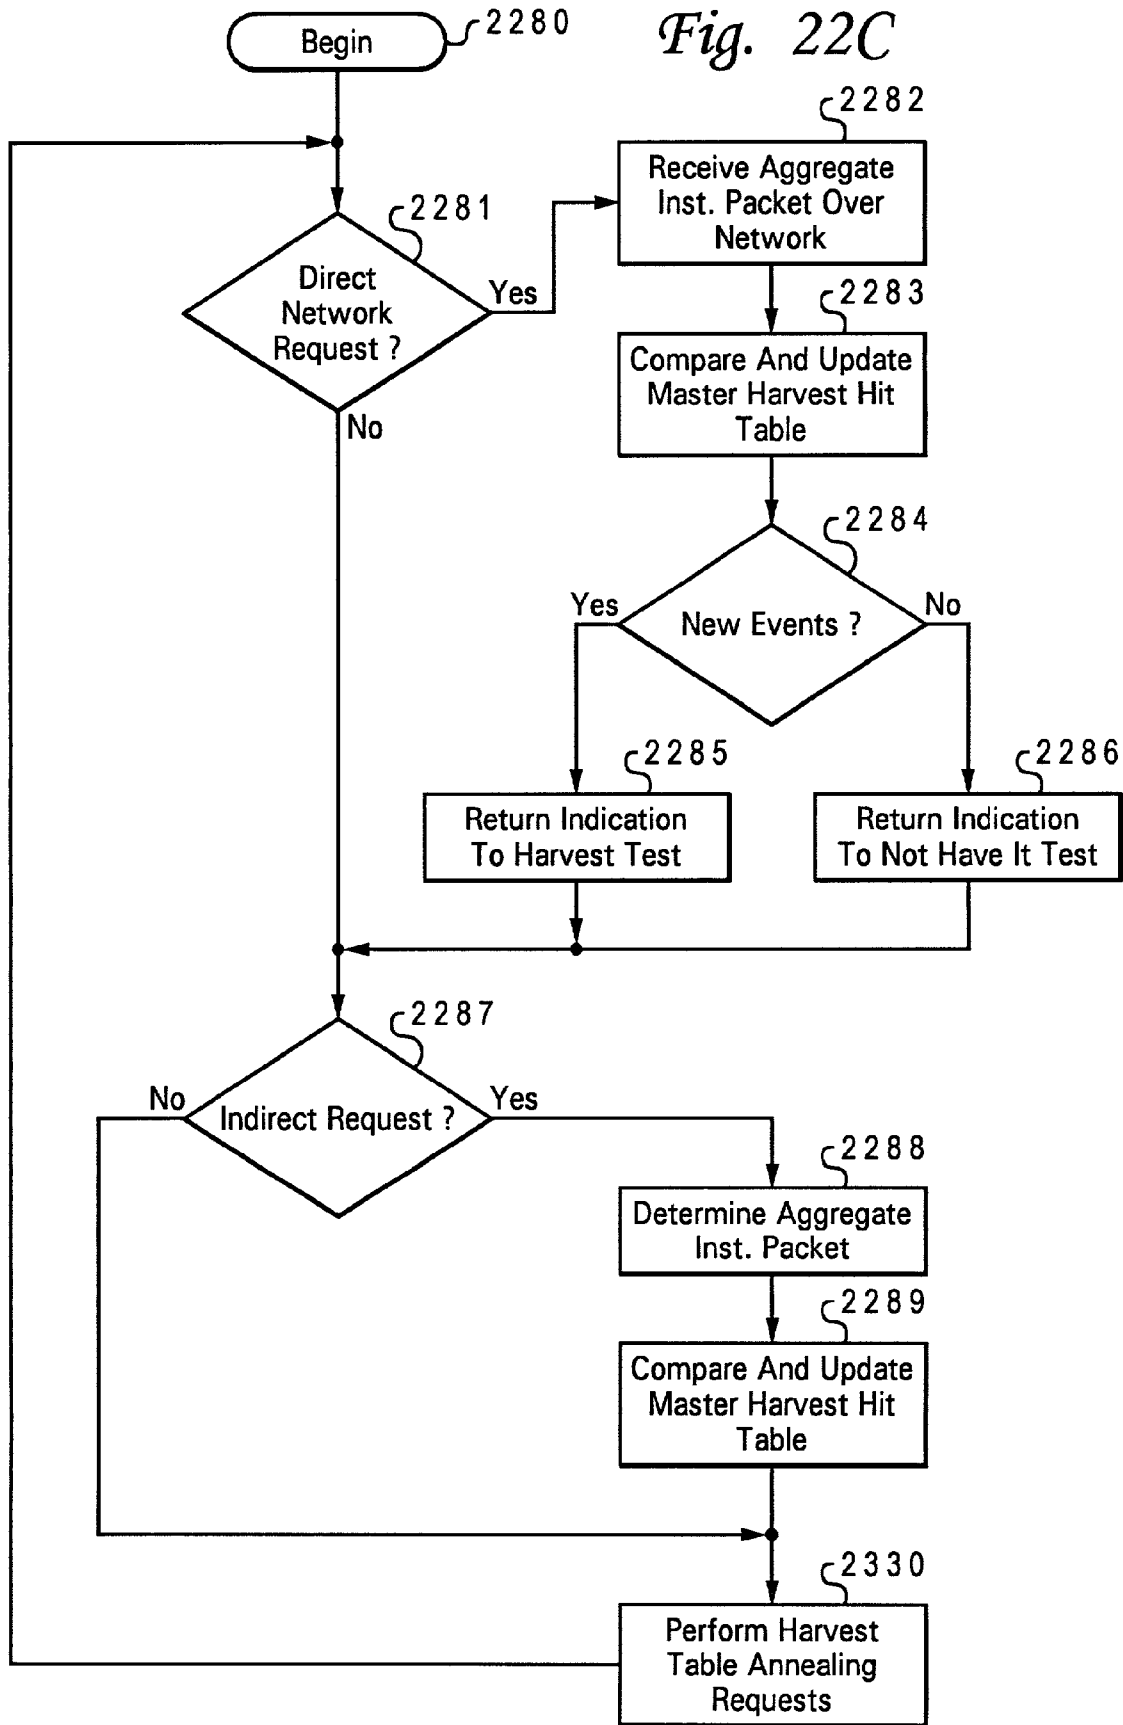 Begin
2280
Fig. 22C
2282
Receive Aggregate
Inst. Packet Over
Network
2281
Direct
Network
Request ?
Yes
No
2283
Compare And Update
Master Harvest Hit
Table
2284
New Events ?
Yes
No
2285
Return Indication
To Harvest Test
2286
Return Indication
To Not Have It Test
2287
Indirect Request ?
No
Yes
2288
Determine Aggregate
Inst. Packet
2289
Compare And Update
Master Harvest Hit
Table
2330
Perform Harvest
Table Annealing
Requests